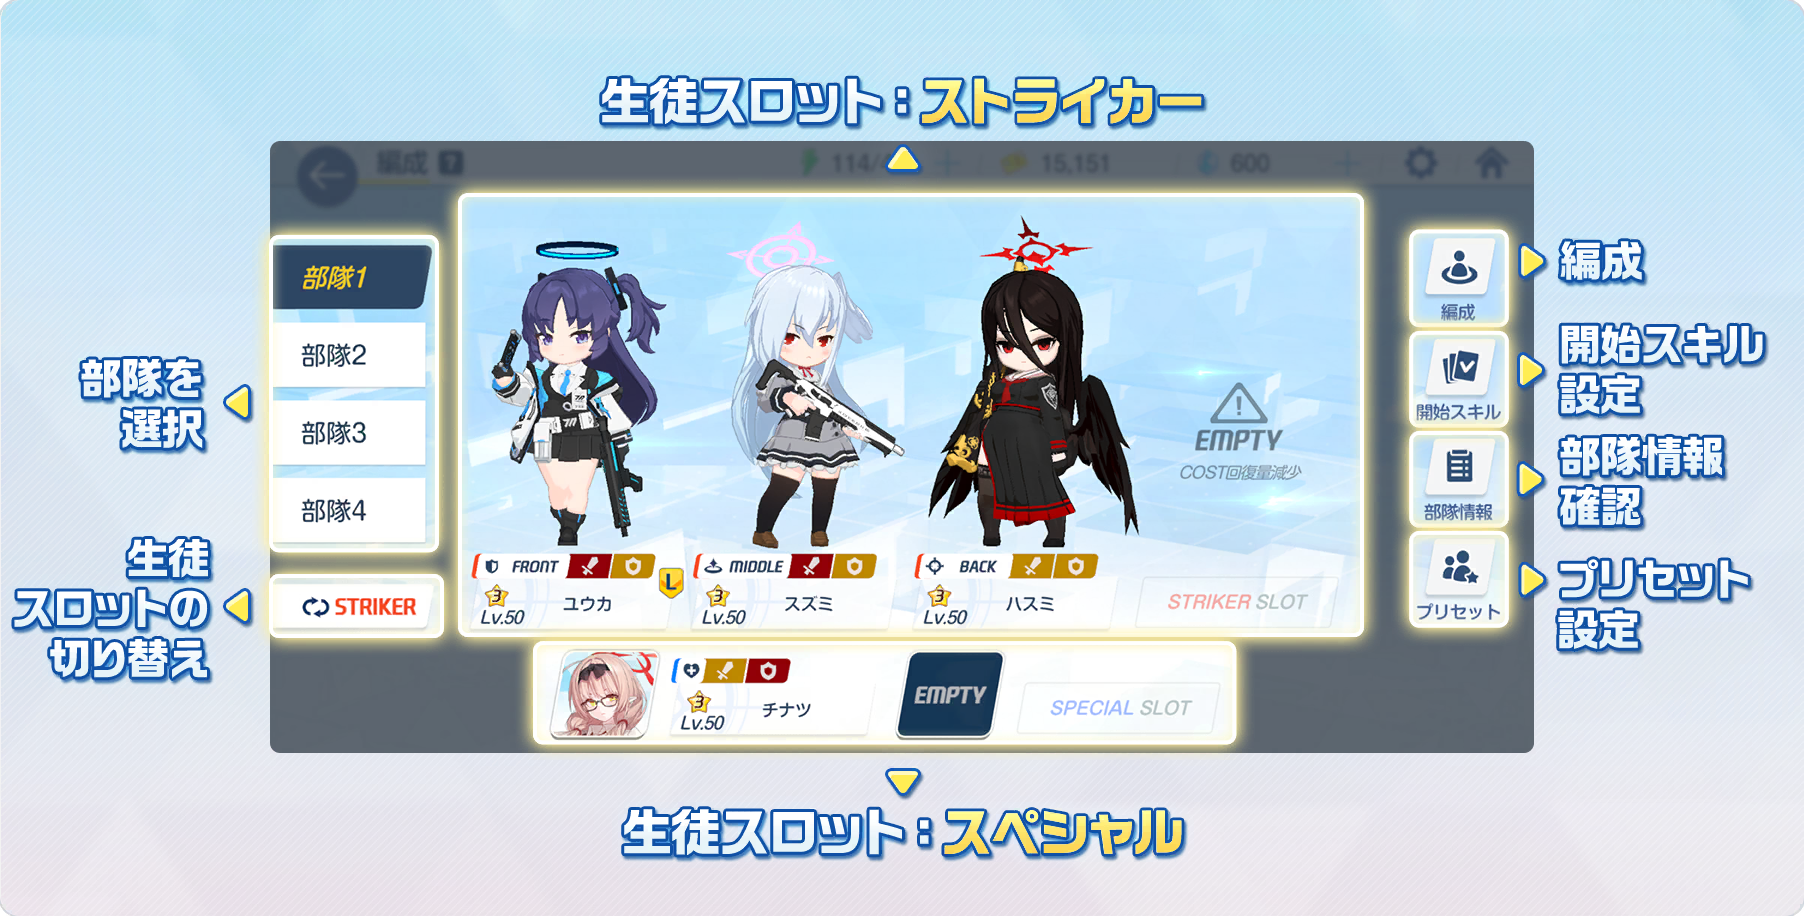 生徒スロット：ストライカー
編成 ?
114/
15,151
600
部隊1
部隊2
部隊3
部隊4
部隊を
選択
生徒
スロットの
切り替え
STRIKER
EMPTY
COST回復量減少
FRONT
3
Lv.50
ユウカ
L
MIDDLE
3
Lv.50
スズミ
BACK
3
Lv.50
ハスミ
STRIKER SLOT
3
Lv.50
チナツ
EMPTY
SPECIAL SLOT
編成
開始スキル
部隊情報
プリセット
編成
開始スキル
設定
部隊情報
確認
プリセット
設定
生徒スロット：スペシャル